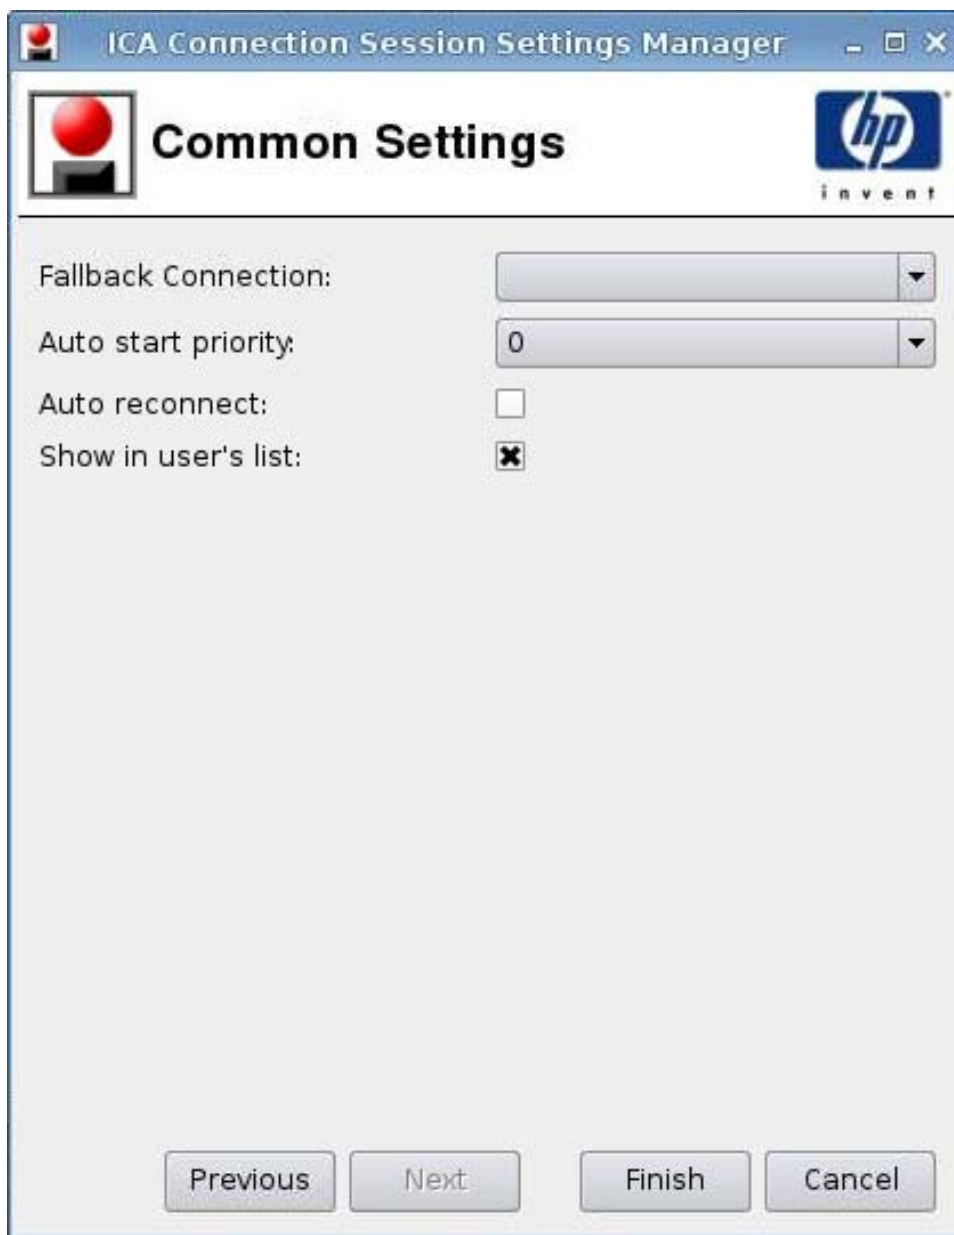 ICA Connection Session Settings Manager
Common Settings
hp
invent
Fallback Connection:
Auto start priority: 0
Auto reconnect:
Show in user's list:
Previous Next Finish Cancel